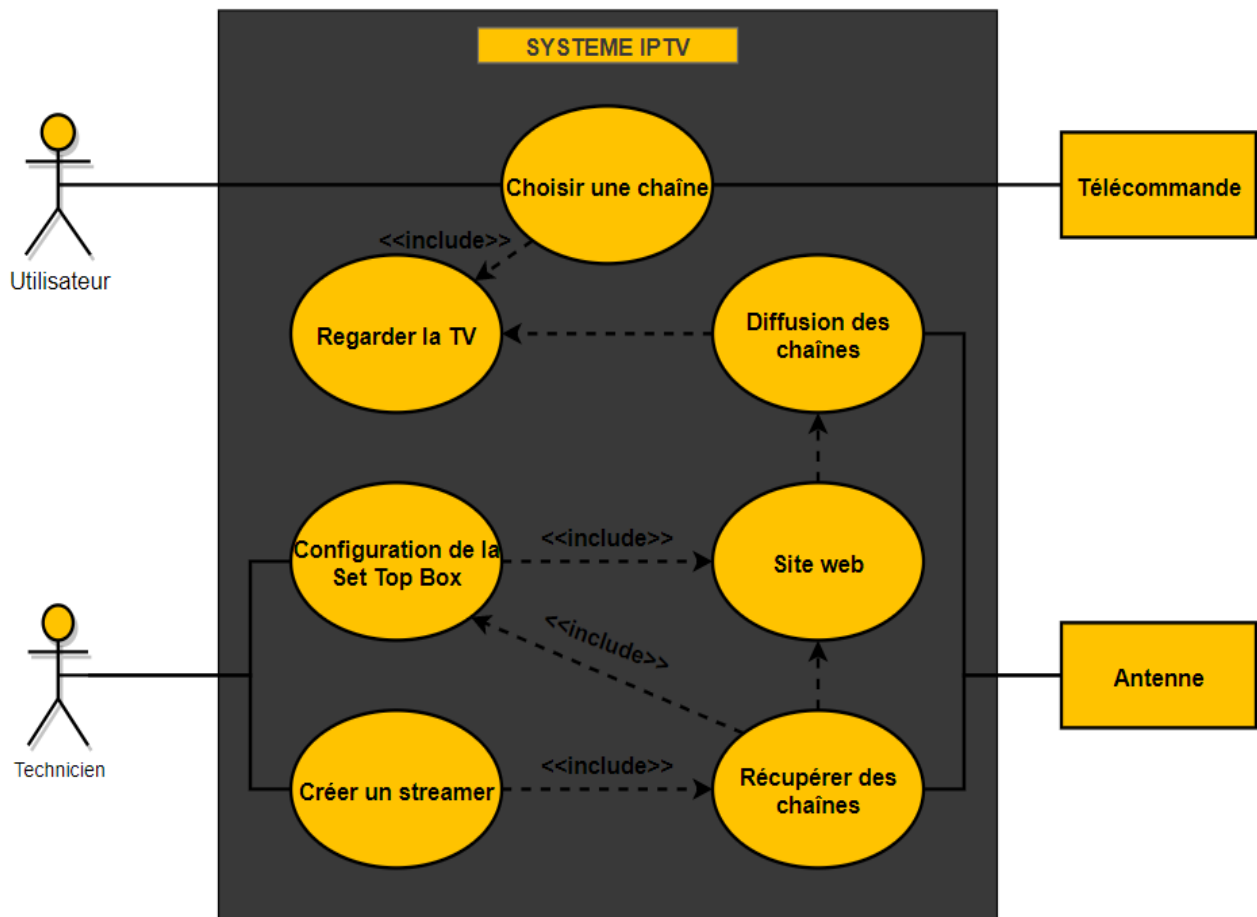 SYSTEME IPTV
Choisir une chaîne
Télécommande
Utilisateur
<<include>>
Regarder la TV
Diffusion des
chaînes
Configuration de la
Set Top Box
<<include>>
Site web
<<include>>
Technicien
Antenne
Créer un streamer
<<include>>
Récupérer des
chaînes